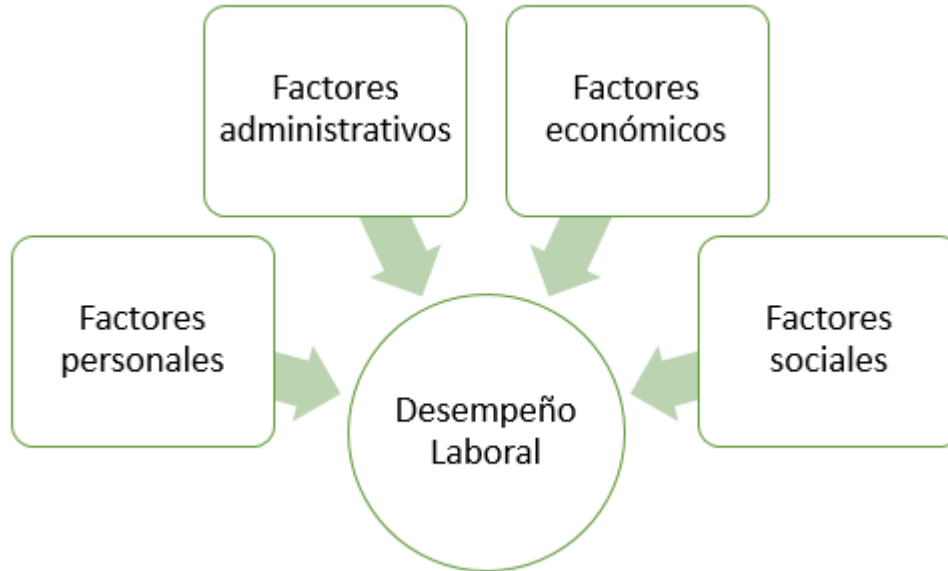 Factores
administrativos
Factores
económicos
Factores
personales
Factores
sociales
Desempeño
Laboral